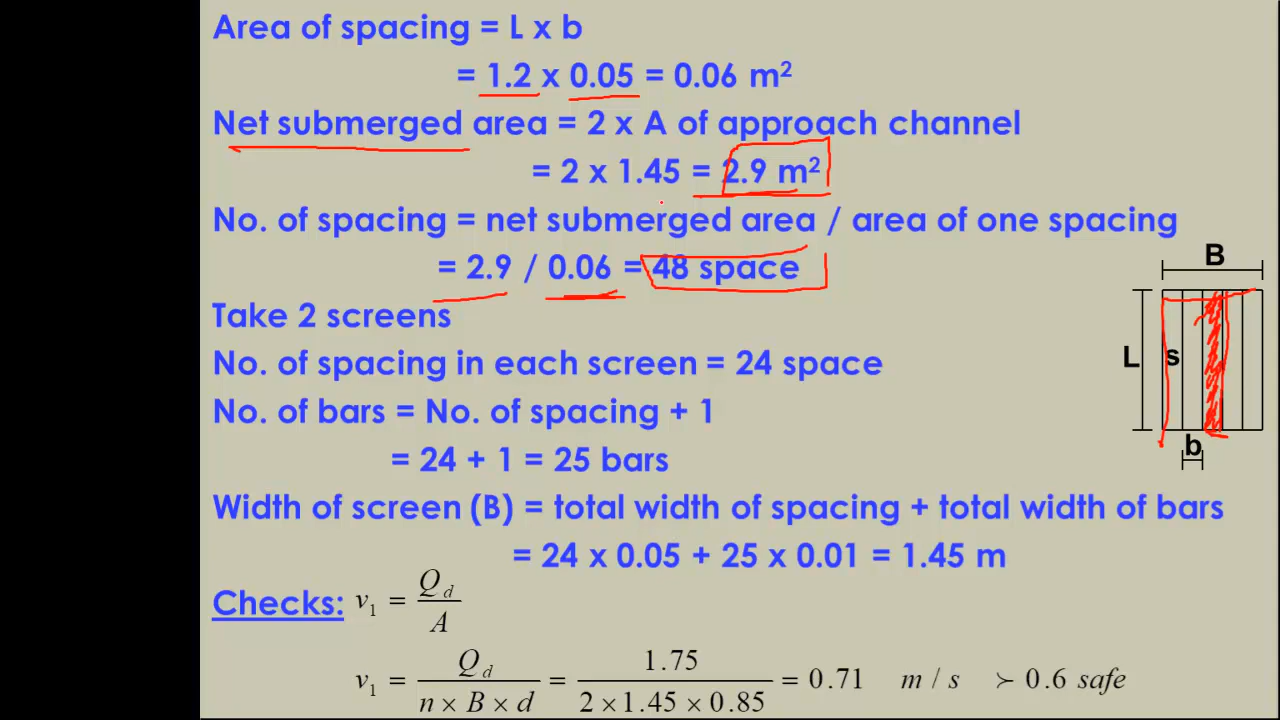 Area of spacing = L x b
= 1.2 x 0.05 = 0.06 m²
Net submerged area = 2 x A of approach channel
= 2 x 1.45 = 2.9 m²
No. of spacing = net submerged area / area of one spacing
= 2.9 / 0.06 = 48 space
Take 2 screens
No. of spacing in each screen = 24 space
No. of bars = No. of spacing + 1
= 24 + 1 = 25 bars
Width of screen (B) = total width of spacing + total width of bars
= 24 x 0.05 + 25 x 0.01 = 1.45 m
Checks: v₁ = Q_d / A
v₁ = Q_d / (n × B × d) = 1.75 / (2 × 1.45 × 0.85) = 0.71 m / s ≻ 0.6 safe
B
L
s
b